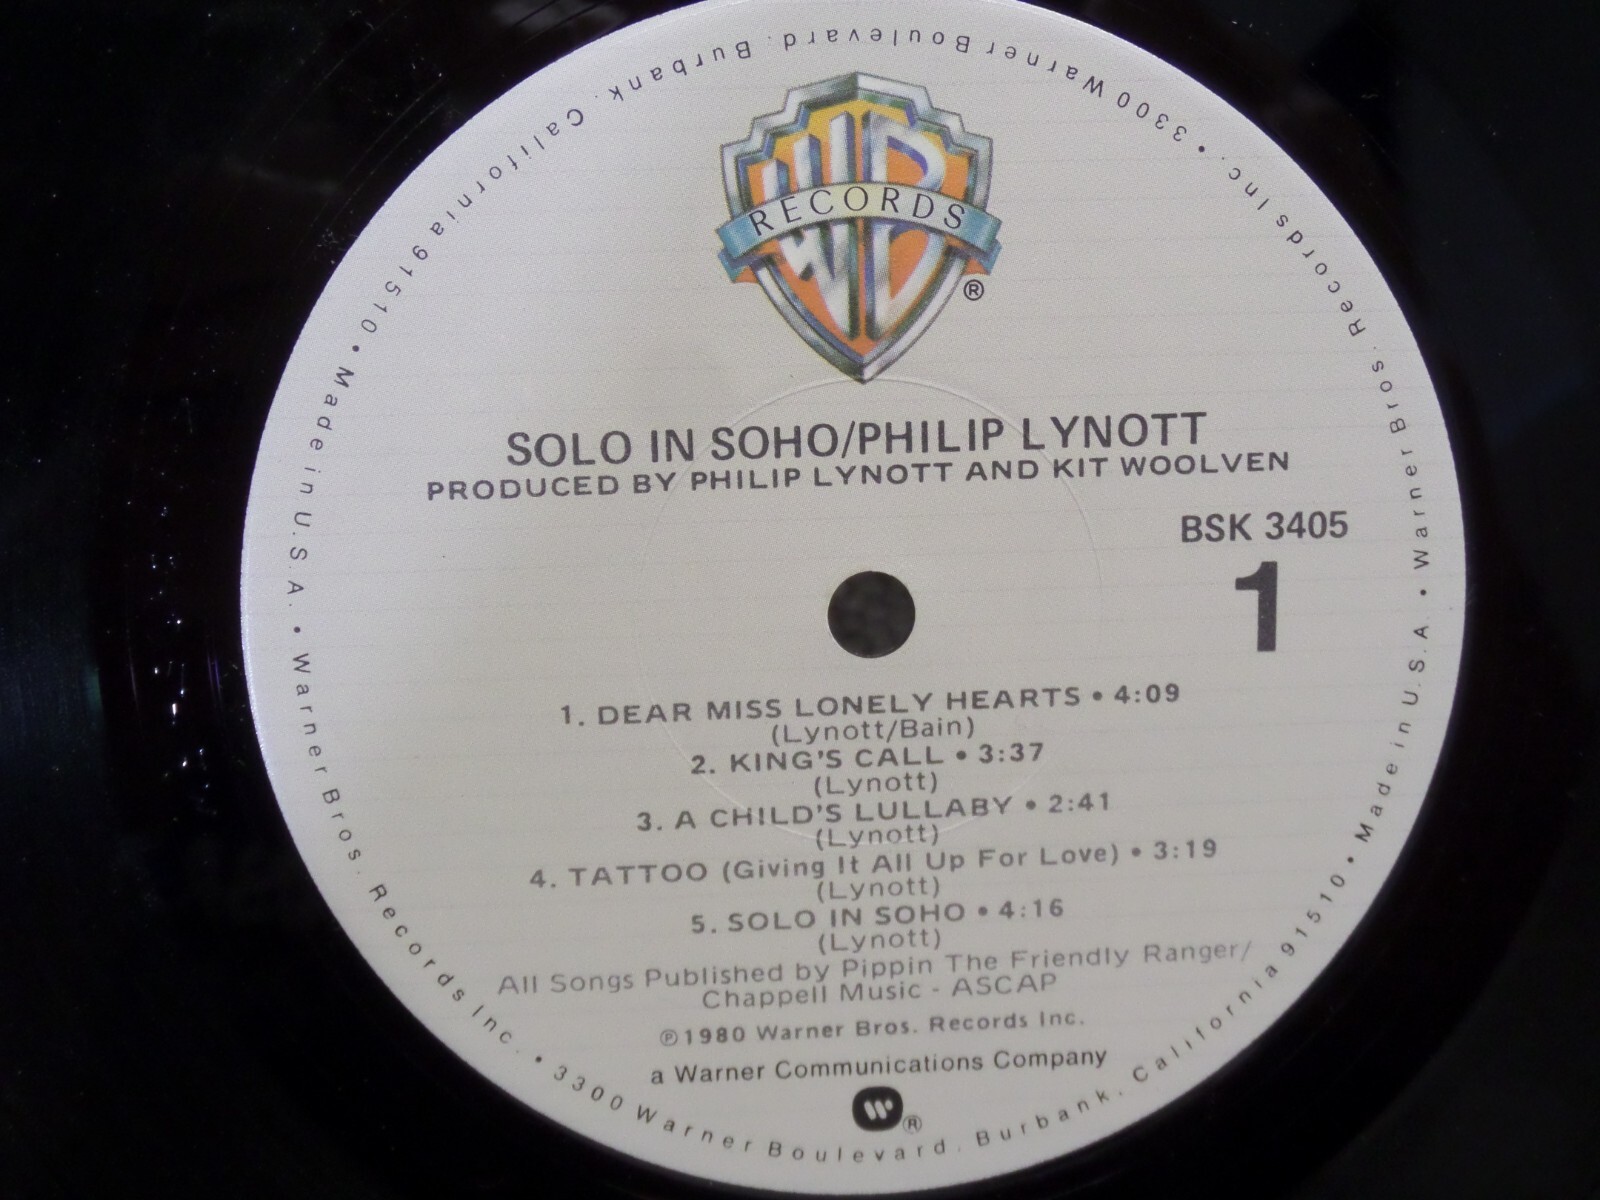 WB
RECORDS
®
SOLO IN SOHO/PHILIP LYNOTT
PRODUCED BY PHILIP LYNOTT AND KIT WOOLVEN
BSK 3405
1
1. DEAR MISS LONELY HEARTS • 4:09
(Lynott/Bain)
2. KING'S CALL • 3:37
(Lynott)
3. A CHILD'S LULLABY • 2:41
(Lynott)
4. TATTOO (Giving It All Up For Love) • 3:19
(Lynott)
5. SOLO IN SOHO • 4:16
(Lynott)
All Songs Published by Pippin The Friendly Ranger/
Chappell Music - ASCAP
℗1980 Warner Bros. Records Inc.
a Warner Communications Company
W®
Made in U.S.A. • Warner Bros. Records Inc. • 3300 Warner Boulevard. Burbank. California 91510 • Made in U.S.A. • Warner Bros. Records Inc. • 3300 Warner Boulevard. Burbank. California 91510 •